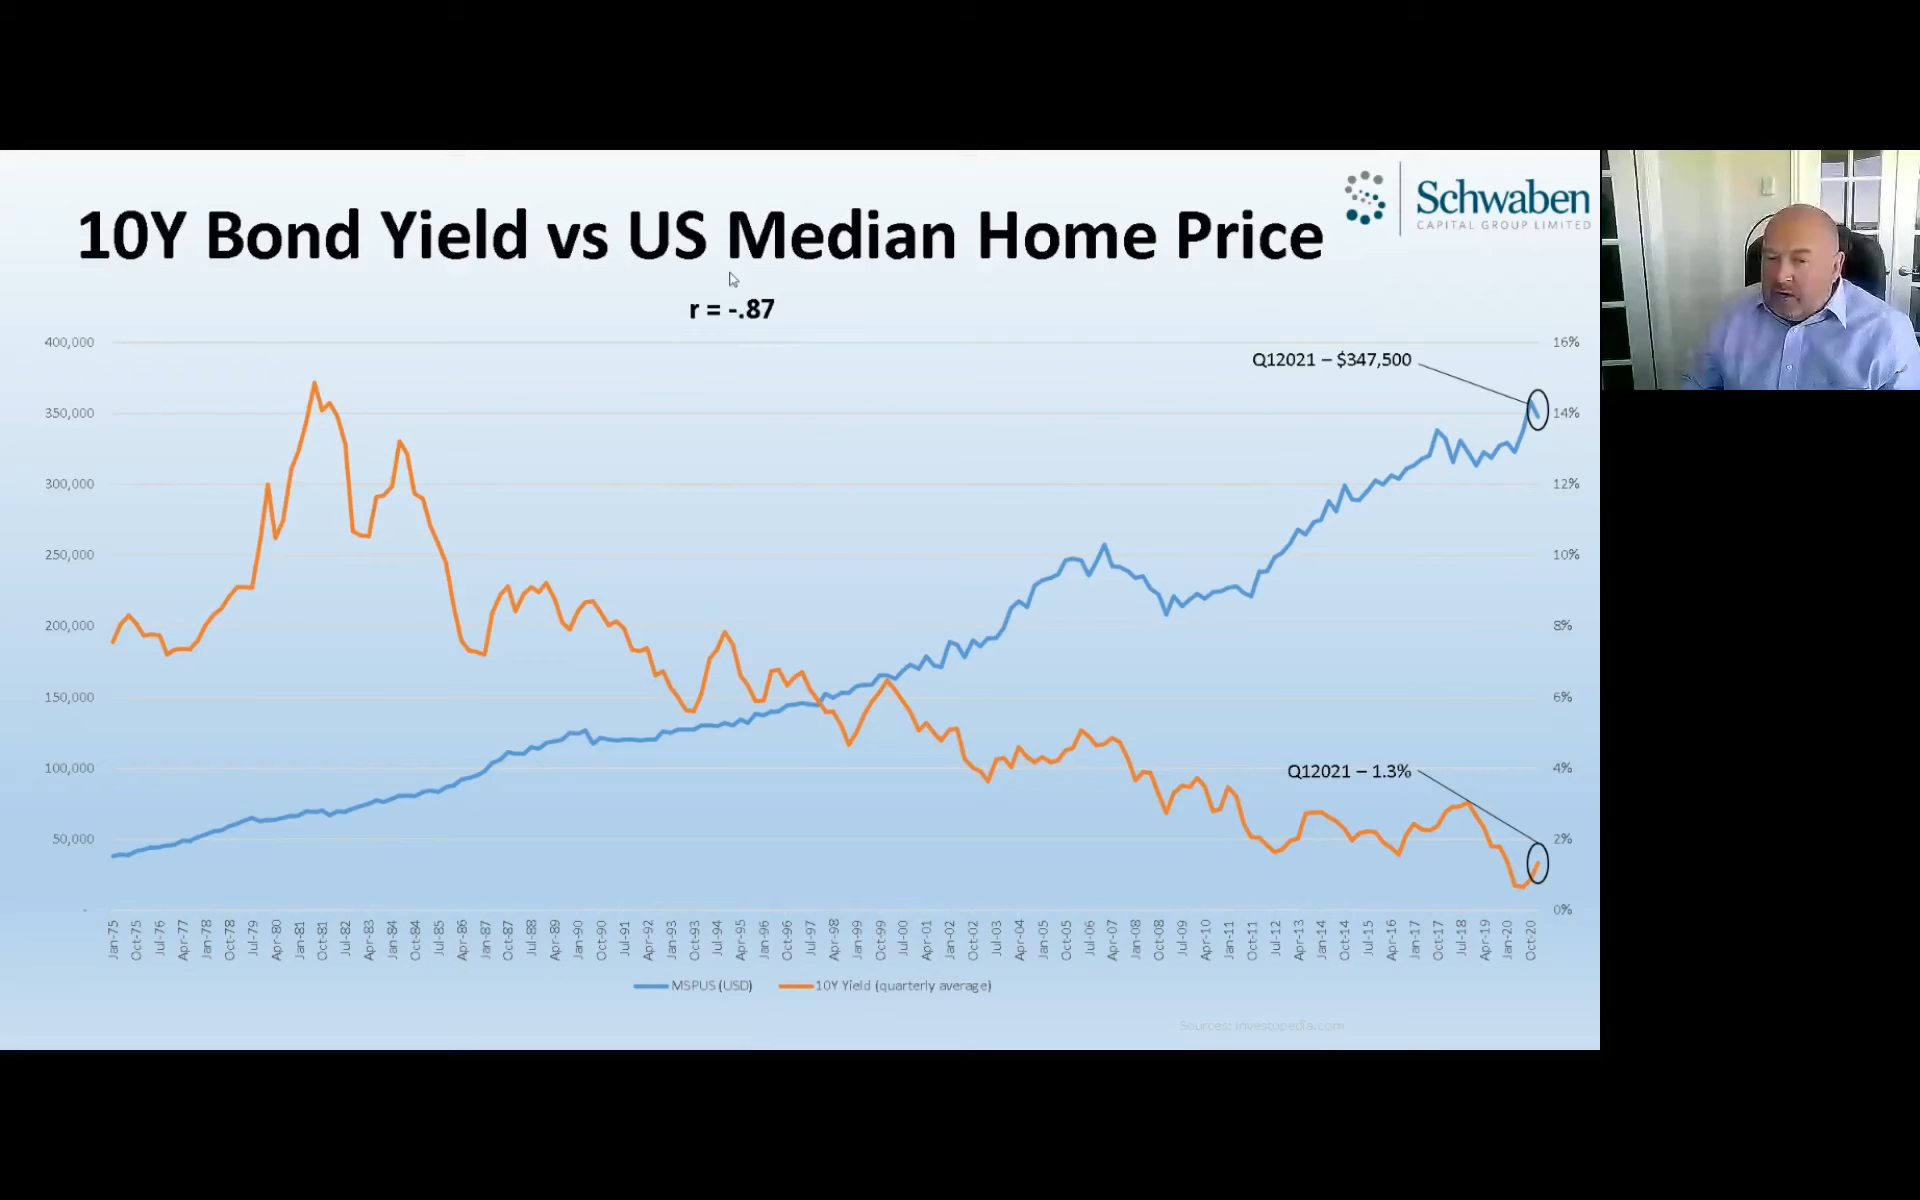 10Y Bond Yield vs US Median Home Price
Schwaben
CAPITAL GROUP LIMITED
r = -.87
400,000
350,000
300,000
250,000
200,000
150,000
100,000
50,000
-
16%
14%
12%
10%
8%
6%
4%
2%
0%
Q12021 – $347,500
Q12021 – 1.3%
Jan-75
Oct-75
Jul-76
Apr-77
Jan-78
Oct-78
Jul-79
Apr-80
Jan-81
Oct-81
Jul-82
Apr-83
Jan-84
Oct-84
Jul-85
Apr-86
Jan-87
Oct-87
Jul-88
Apr-89
Jan-90
Oct-90
Jul-91
Apr-92
Jan-93
Oct-93
Jul-94
Apr-95
Jan-96
Oct-96
Jul-97
Apr-98
Jan-99
Oct-99
Jul-00
Apr-01
Jan-02
Oct-02
Jul-03
Apr-04
Jan-05
Oct-05
Jul-06
Apr-07
Jan-08
Oct-08
Jul-09
Apr-10
Jan-11
Oct-11
Jul-12
Apr-13
Jan-14
Oct-14
Jul-15
Apr-16
Jan-17
Oct-17
Jul-18
Apr-19
Jan-20
Oct-20
MSPUS (USD)
10Y Yield (quarterly average)
Sources: Investopedia.com